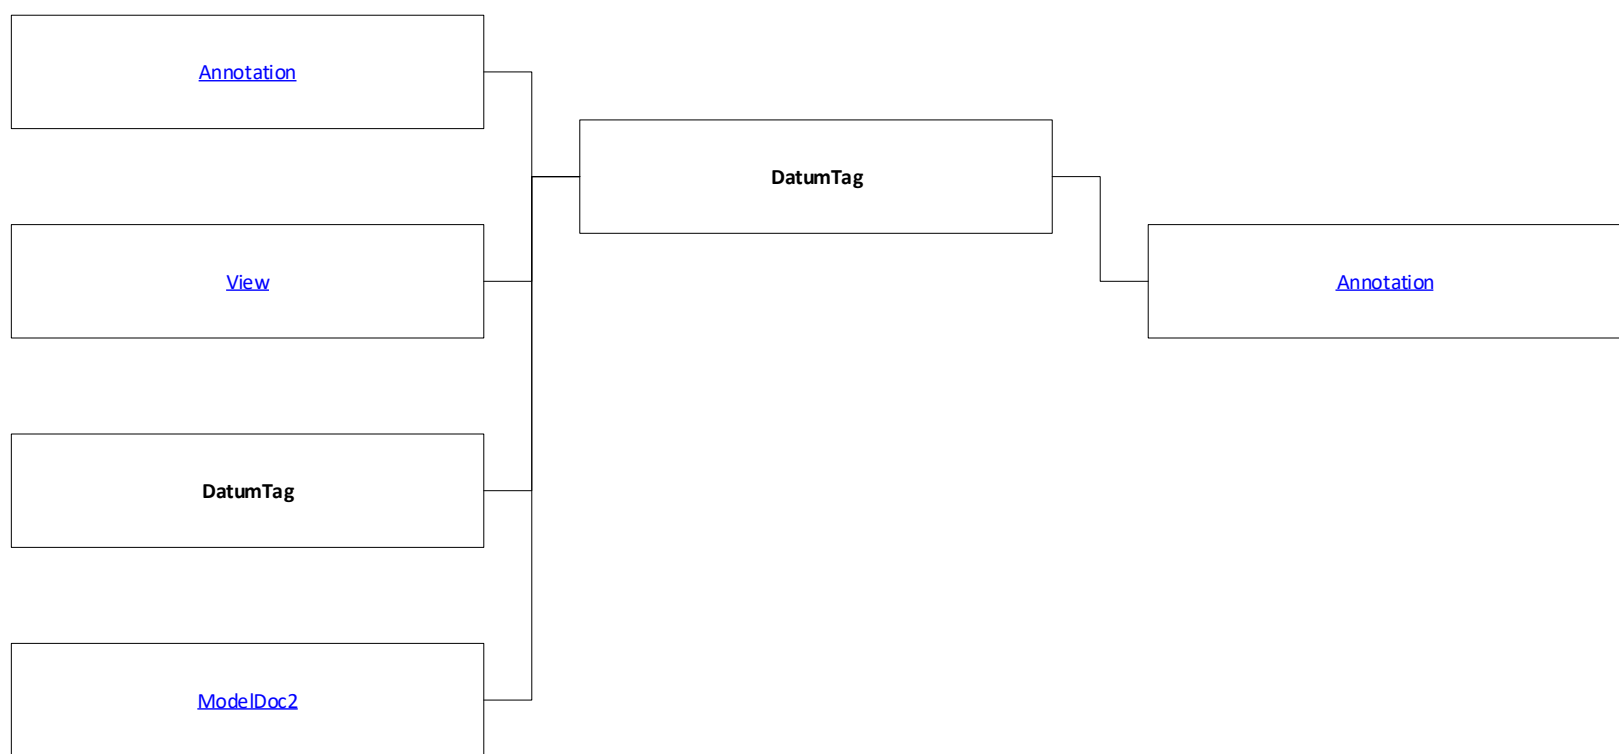 Annotation
DatumTag
View
Annotation
DatumTag
ModelDoc2